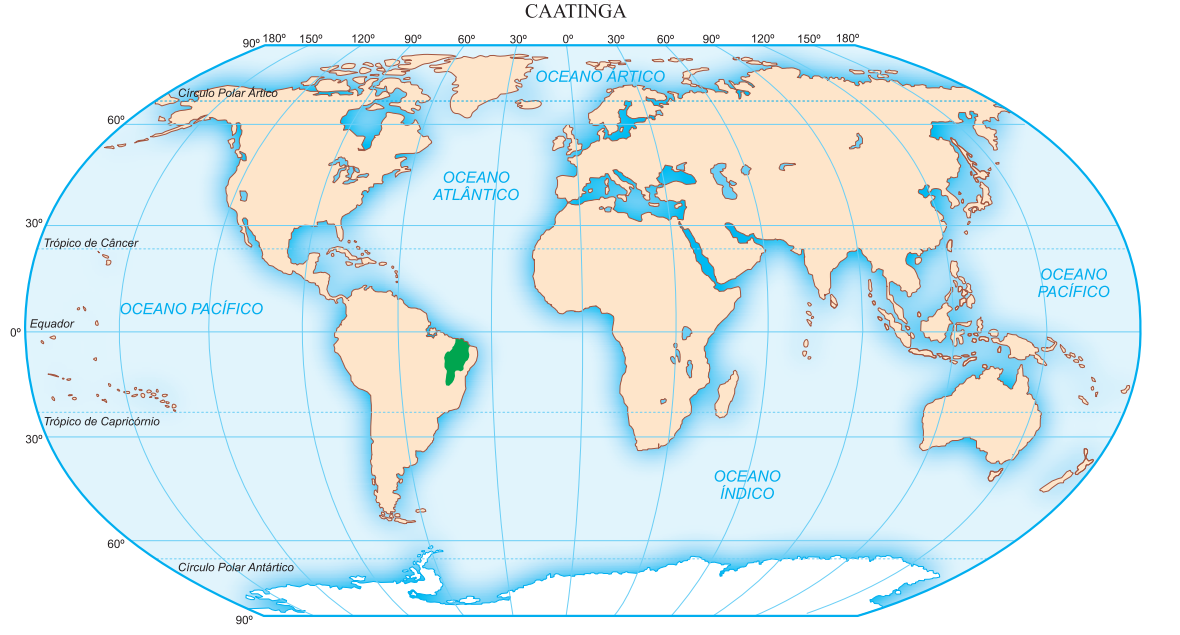 CAATINGA
90º 180º 150º 120º 90º 60º 30º 0º 30º 60º 90º 120º 150º 180º
OCEANO ÁRTICO
Círculo Polar Ártico
60º
OCEANO
ATLÂNTICO
30º
Trópico de Câncer
OCEANO
PACÍFICO
OCEANO PACÍFICO
Equador
0º
Trópico de Capricórnio
30º
OCEANO
ÍNDICO
60º
Círculo Polar Antártico
90º